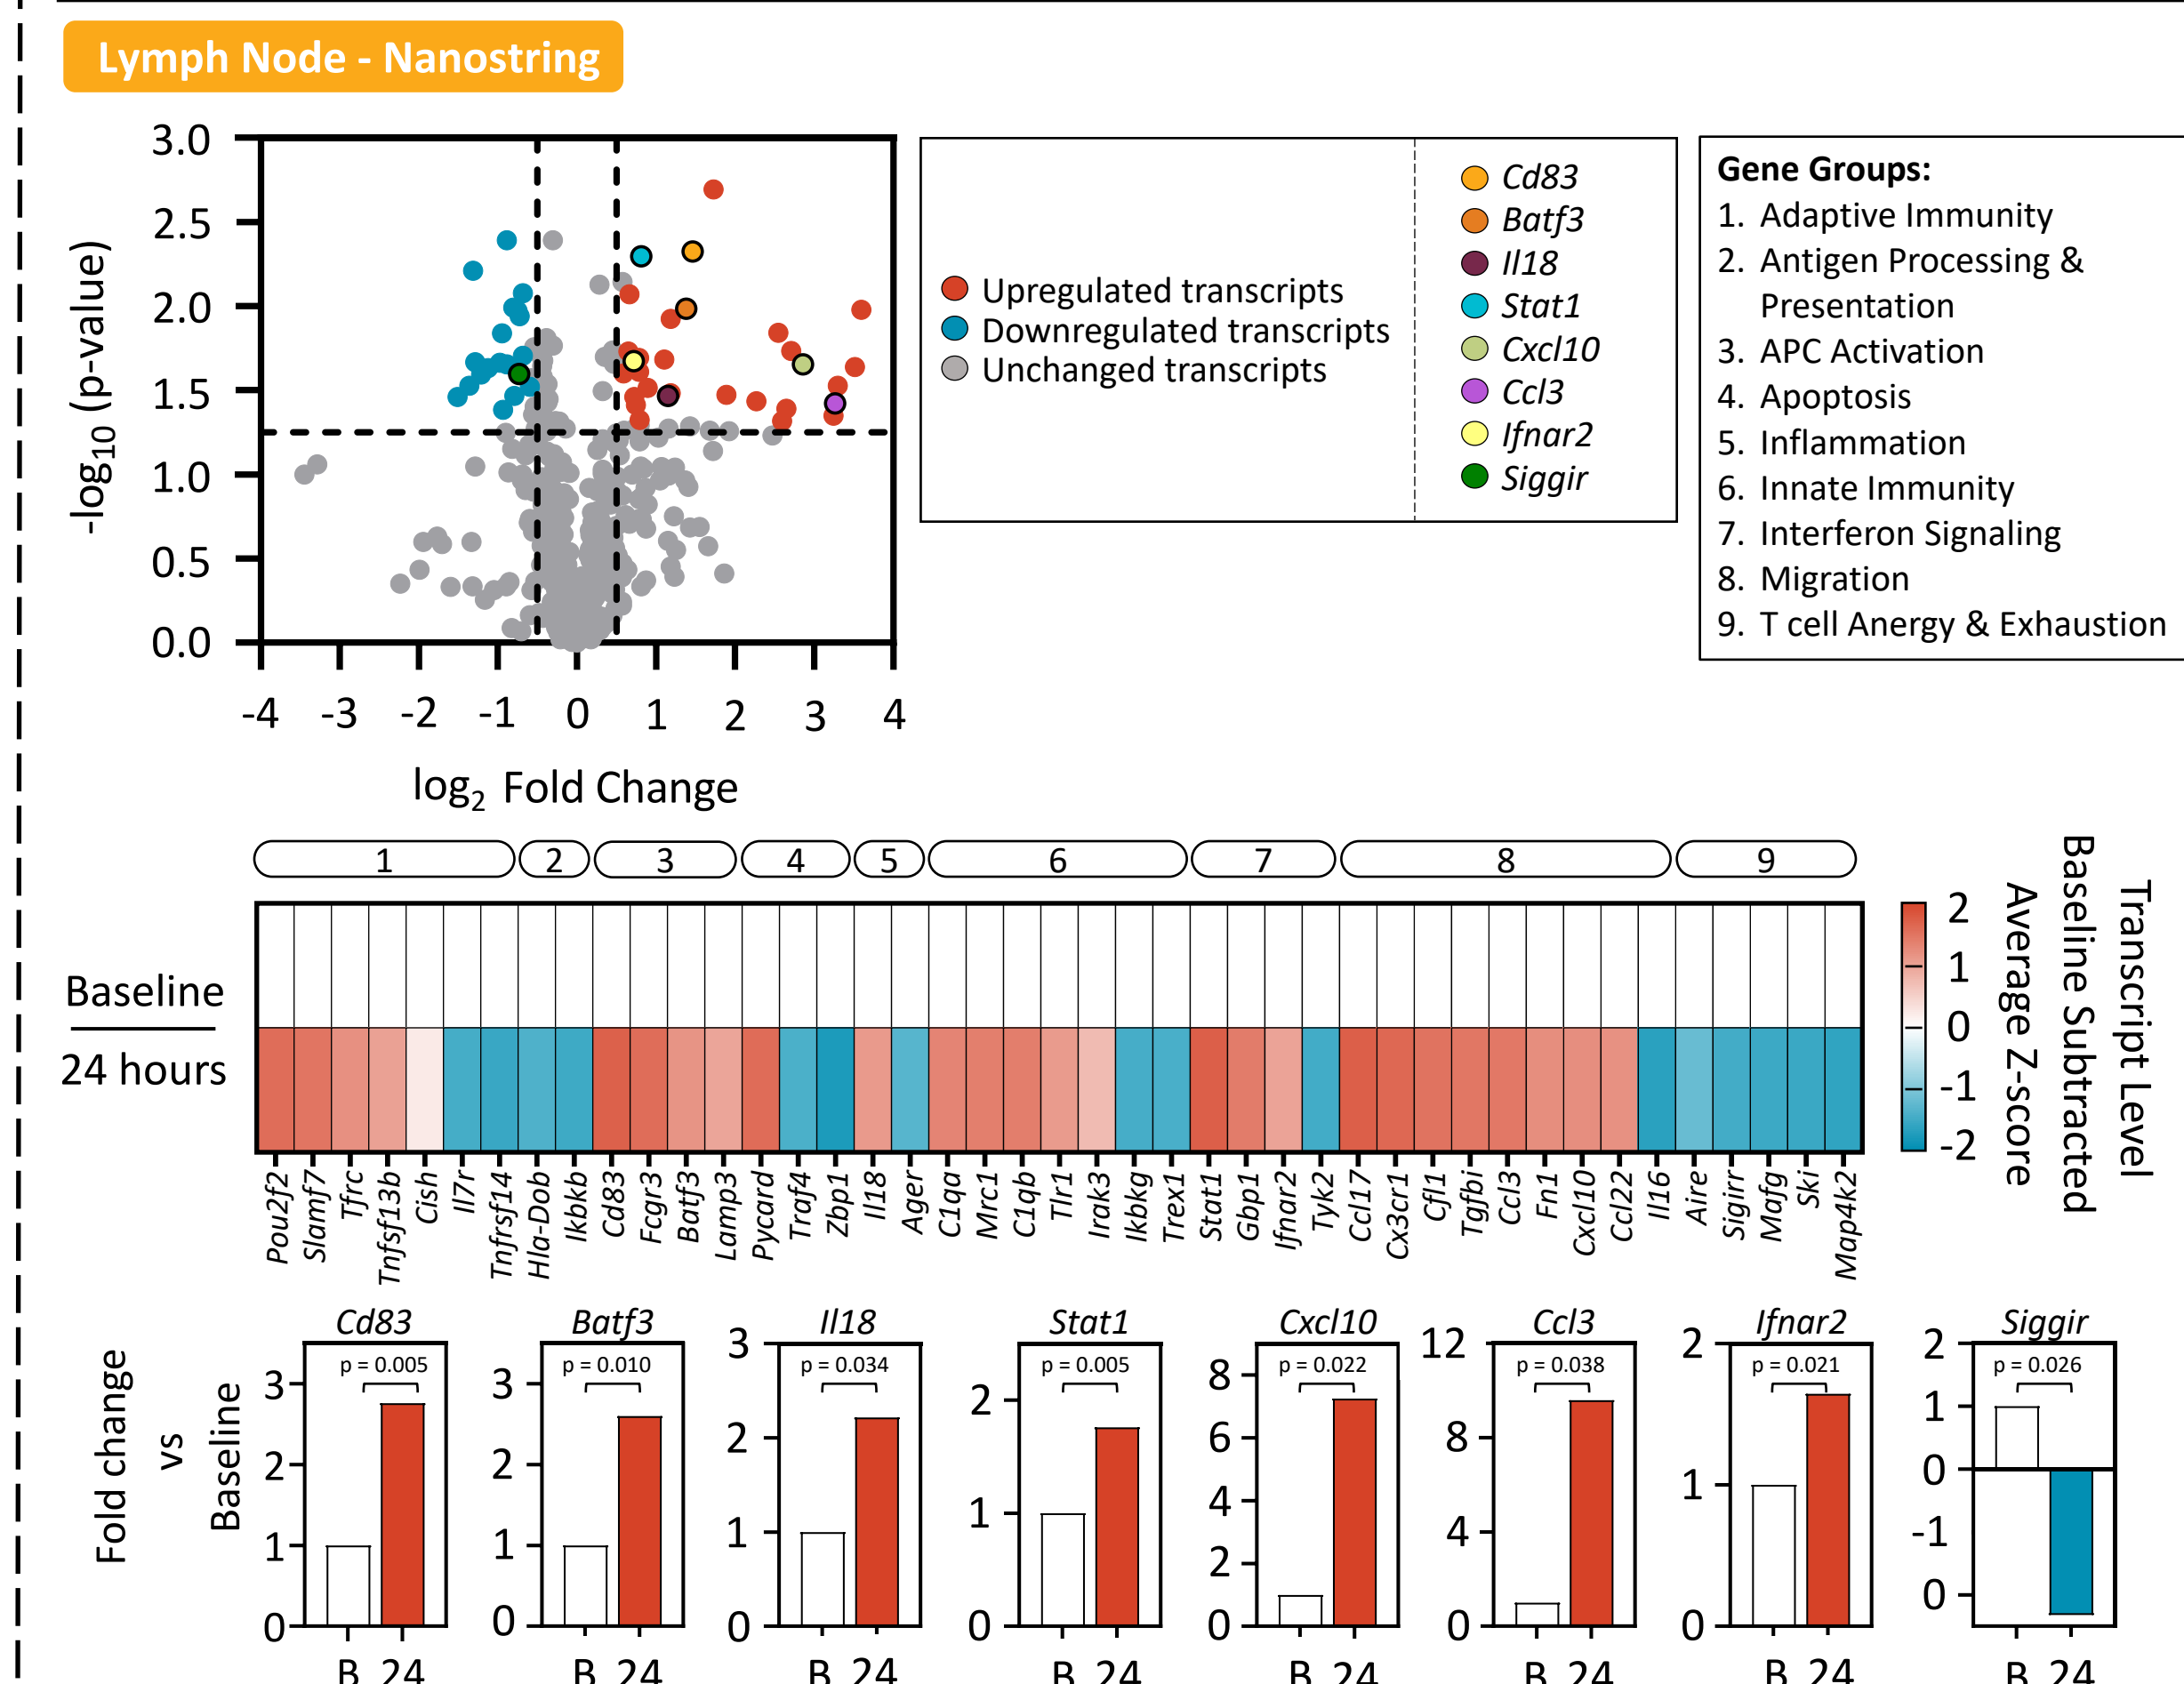 Lymph Node - Nanostring
3.0
2.5
2.0
1.5
1.0
0.5
0.0
-log10 (p-value)
-4 -3 -2 -1 0 1 2 3 4
log2 Fold Change
Upregulated transcripts
Downregulated transcripts
Unchanged transcripts
Cd83
Batf3
Il18
Stat1
Cxcl10
Ccl3
Ifnar2
Siggir
Gene Groups:
1. Adaptive Immunity
2. Antigen Processing &
Presentation
3. APC Activation
4. Apoptosis
5. Inflammation
6. Innate Immunity
7. Interferon Signaling
8. Migration
9. T cell Anergy & Exhaustion
1 2 3 4 5 6 7 8 9
Baseline
24 hours
Pou2f2
Slamf7
Tfrc
Tnfsf13b
Cish
Il7r
Tnfrsf14
Hla-Dob
Ikbkb
Cd83
Fcgr3
Batf3
Lamp3
Pycard
Traf4
Zbp1
Il18
Ager
C1qa
Mrc1
C1qb
Tlr1
Irak3
Ikbkg
Trex1
Stat1
Gbp1
Ifnar2
Tyk2
Ccl17
Cx3cr1
Cfl1
Tgfbi
Ccl3
Fn1
Cxcl10
Ccl22
Il16
Aire
Sigirr
Mafg
Ski
Map4k2
2
1
0
-1
-2
Transcript Level
Baseline Subtracted
Average Z-score
Fold change
vs
Baseline
Cd83
p = 0.005
3
2
1
0
B 24
Batf3
p = 0.010
3
2
1
0
B 24
Il18
p = 0.034
3
2
1
0
B 24
Stat1
p = 0.005
2
1
0
B 24
Cxcl10
p = 0.022
8
6
4
2
0
B 24
Ccl3
p = 0.038
12
8
4
0
B 24
Ifnar2
p = 0.021
2
1
0
B 24
Siggir
p = 0.026
2
1
0
-1
0
B 24